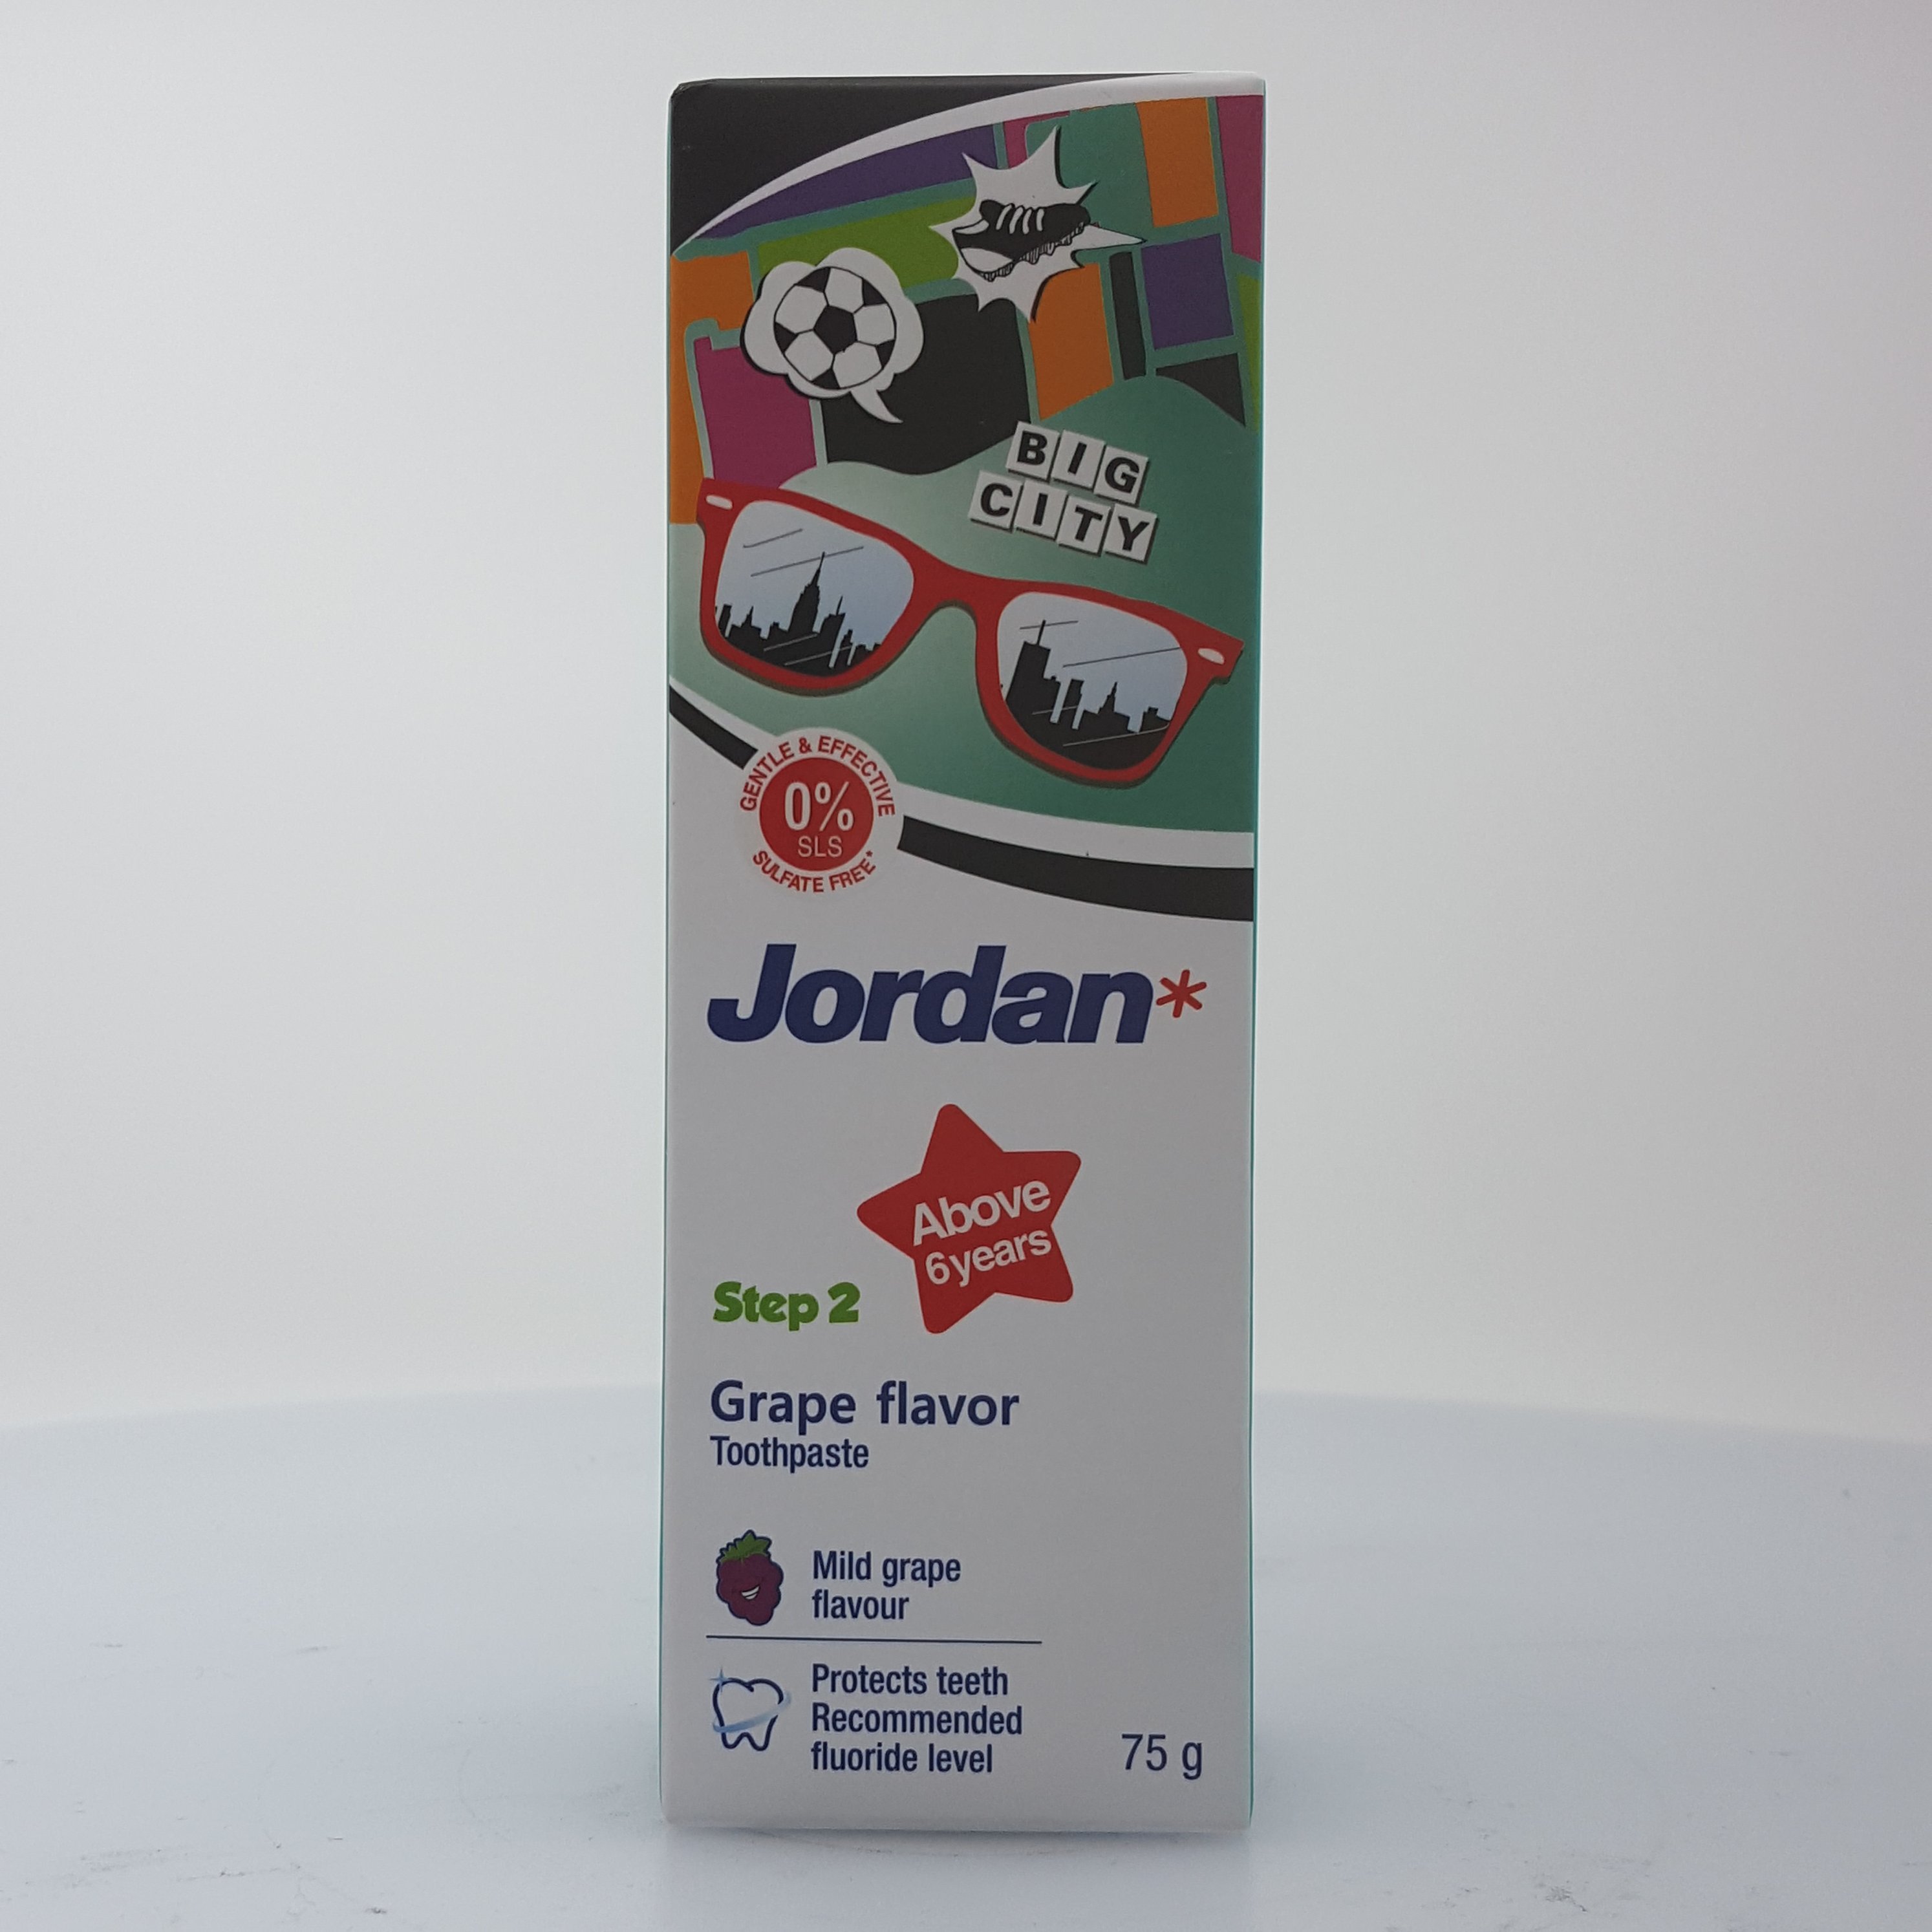 BIG
CITY
GENTLE & EFFECTIVE
0%
SLS
SULFATE FREE*
Jordan*
Above
6 years
Step 2
Grape flavor
Toothpaste
Mild grape
flavour
Protects teeth
Recommended
fluoride level
75 g